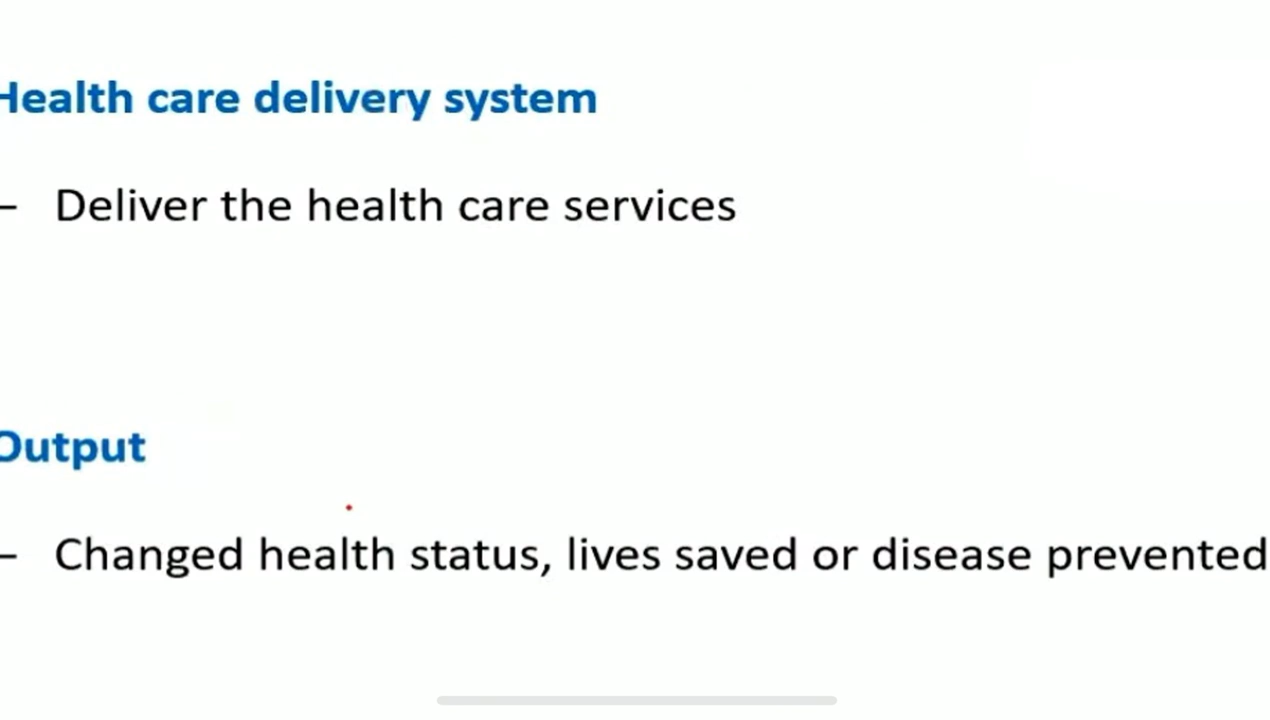 Health care delivery system
– Deliver the health care services
Output
– Changed health status, lives saved or disease prevented